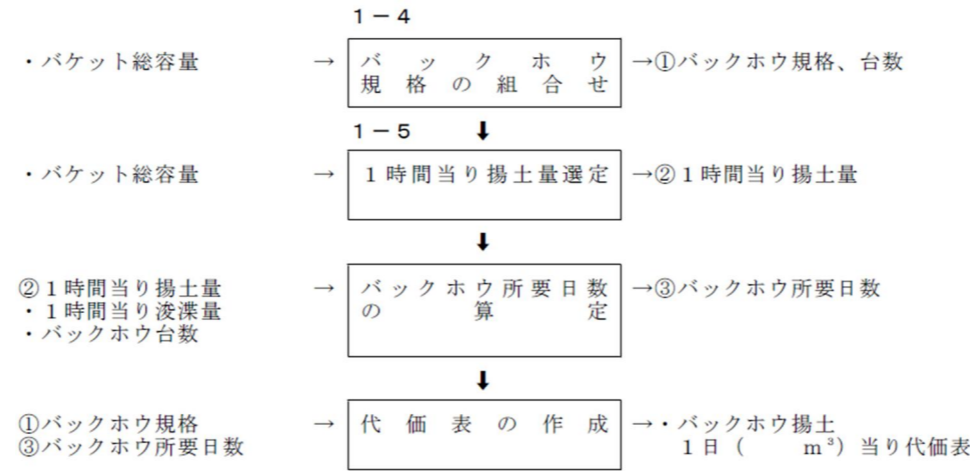 1－4
・バケット総容量 → バックホウ →①バックホウ規格、台数
規格の組合せ
⬇
1－5
・バケット総容量 → 1時間当り揚土量選定 →②1時間当り揚土量
⬇
②1時間当り揚土量 → バックホウ所要日数 →③バックホウ所要日数
・1時間当り浚渫量 の算定
・バックホウ台数
⬇
①バックホウ規格 → 代価表の作成 →・バックホウ揚土
③バックホウ所要日数 1日（　　m³）当り代価表